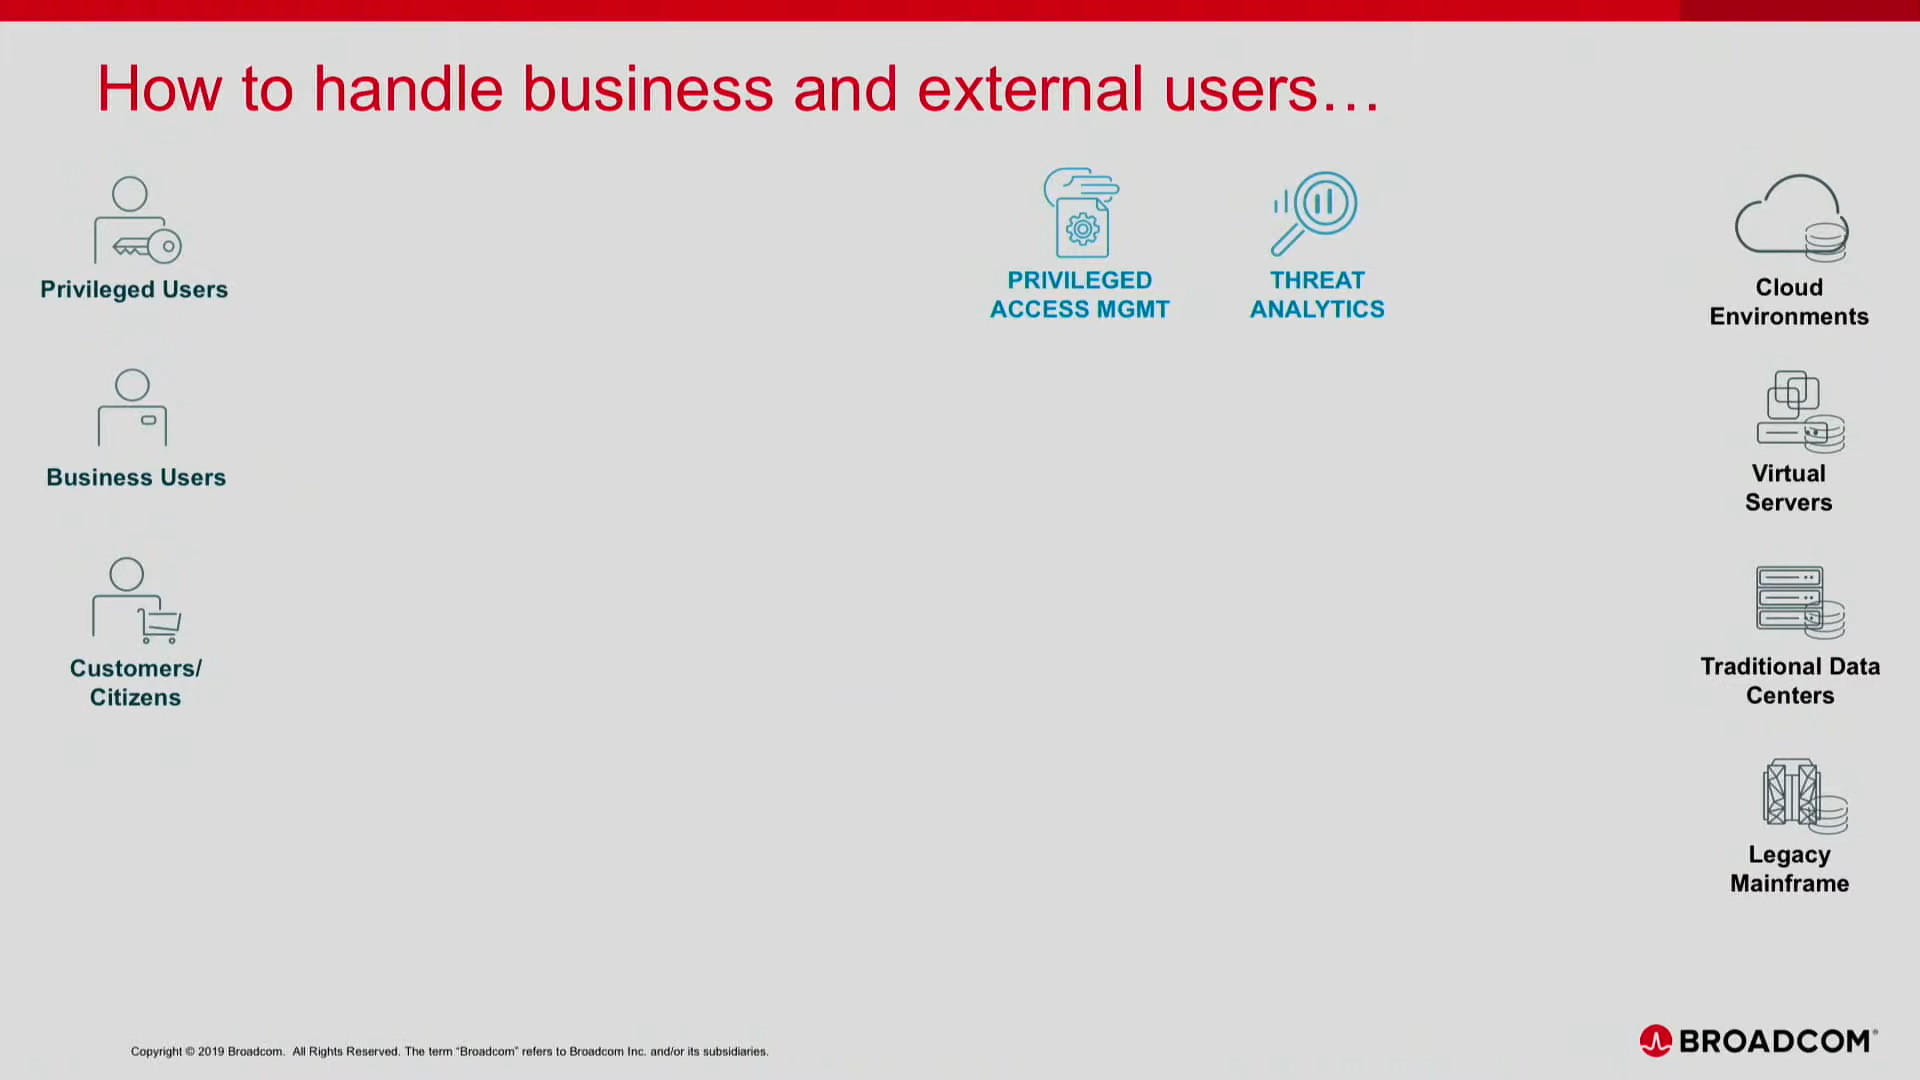 How to handle business and external users…
Privileged Users
PRIVILEGED
ACCESS MGMT
THREAT
ANALYTICS
Cloud
Environments
Business Users
Virtual
Servers
Customers/
Citizens
Traditional Data
Centers
Legacy
Mainframe
Copyright © 2019 Broadcom.  All Rights Reserved. The term “Broadcom” refers to Broadcom Inc. and/or its subsidiaries.
BROADCOM®